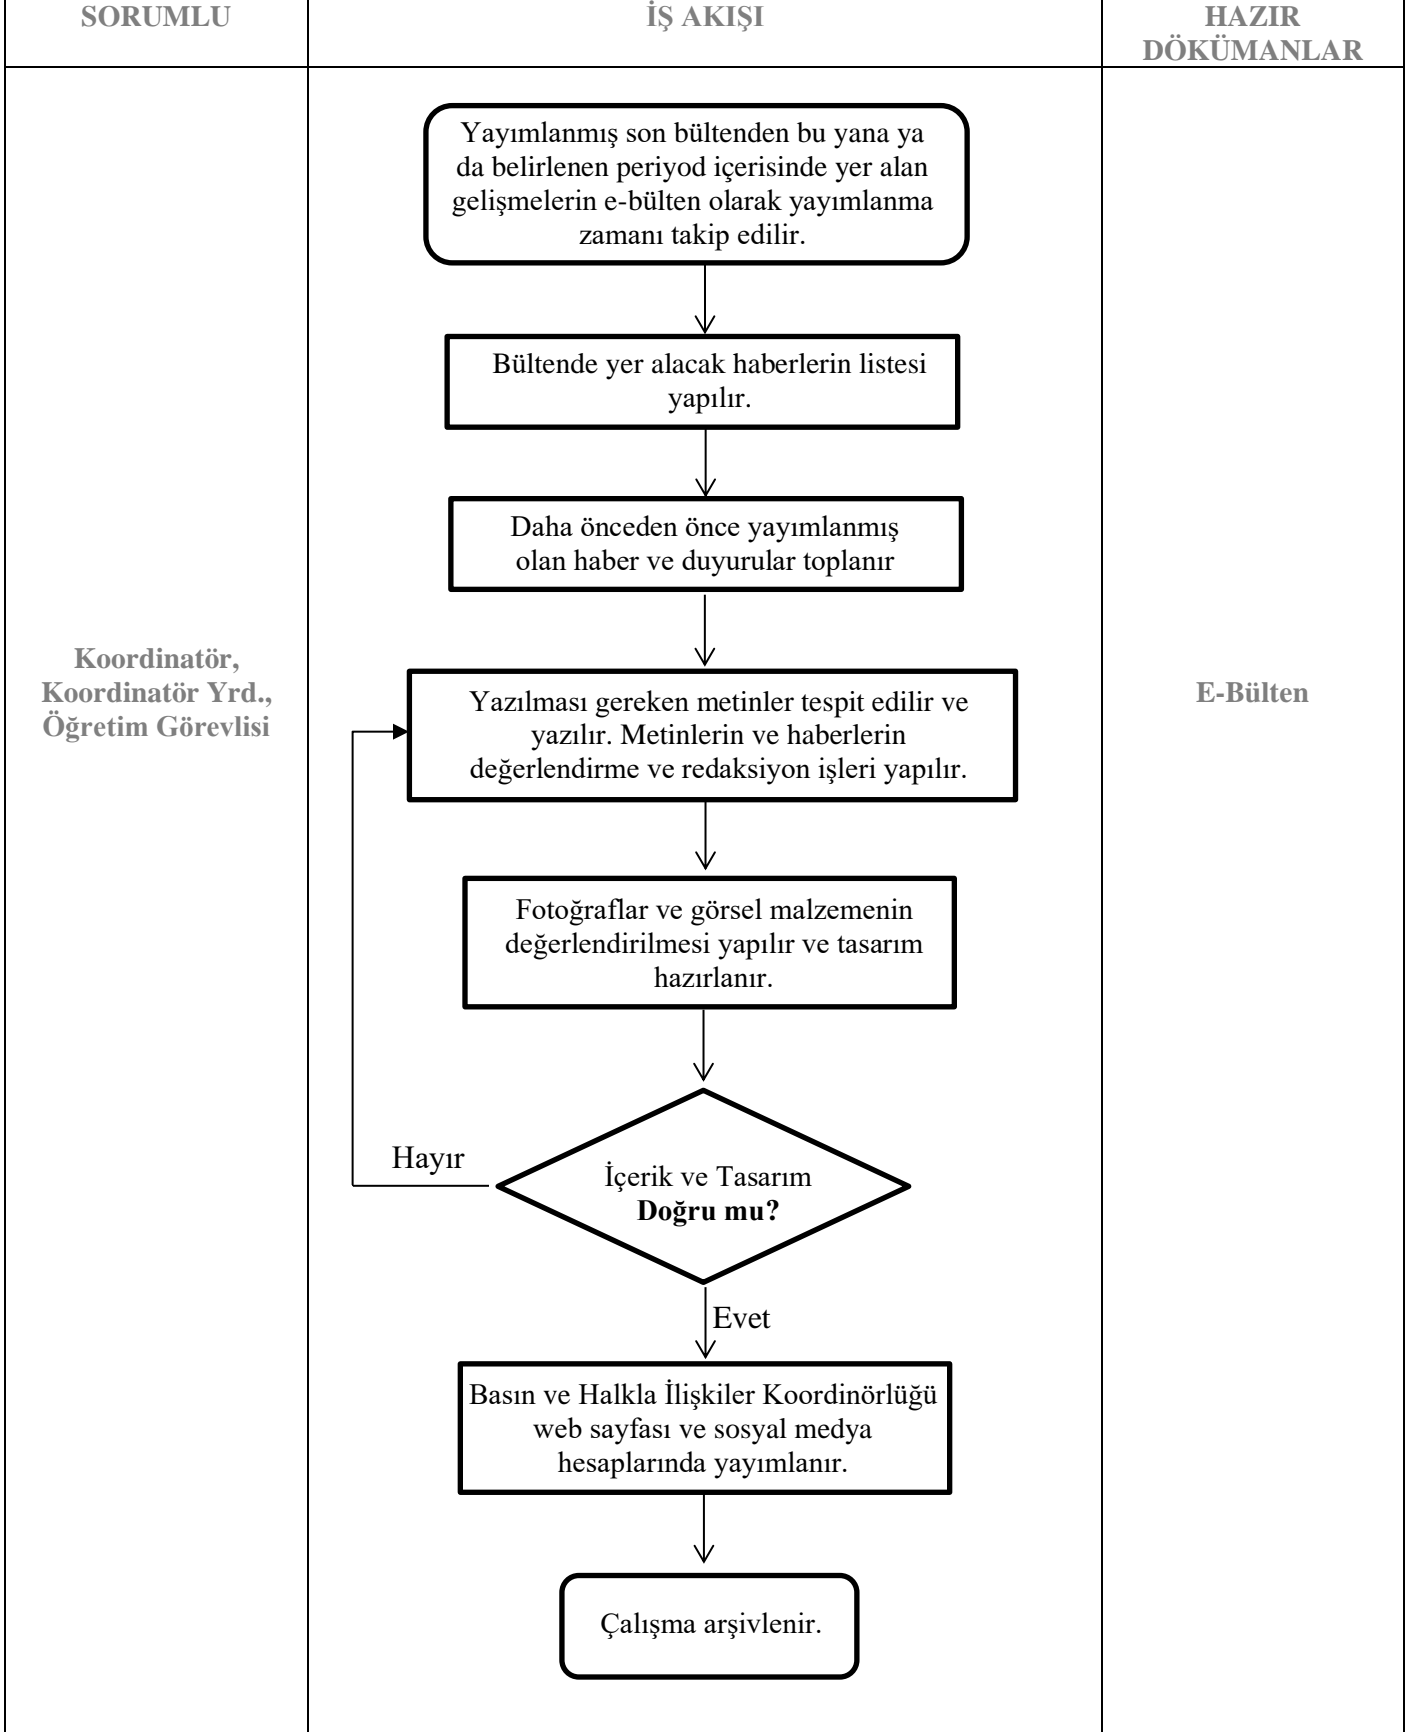 SORUMLU
İŞ AKIŞI
HAZIR
DÖKÜMANLAR
Koordinatör,
Koordinatör Yrd.,
Öğretim Görevlisi
Yayımlanmış son bültenden bu yana ya
da belirlenen periyod içerisinde yer alan
gelişmelerin e-bülten olarak yayımlanma
zamanı takip edilir.
Bültende yer alacak haberlerin listesi
yapılır.
Daha önceden önce yayımlanmış
olan haber ve duyurular toplanır
Yazılması gereken metinler tespit edilir ve
yazılır. Metinlerin ve haberlerin
değerlendirme ve redaksiyon işleri yapılır.
Fotoğraflar ve görsel malzemenin
değerlendirilmesi yapılır ve tasarım
hazırlanır.
Hayır
İçerik ve Tasarım
Doğru mu?
Evet
Basın ve Halkla İlişkiler Koordinörlüğü
web sayfası ve sosyal medya
hesaplarında yayımlanır.
Çalışma arşivlenir.
E-Bülten